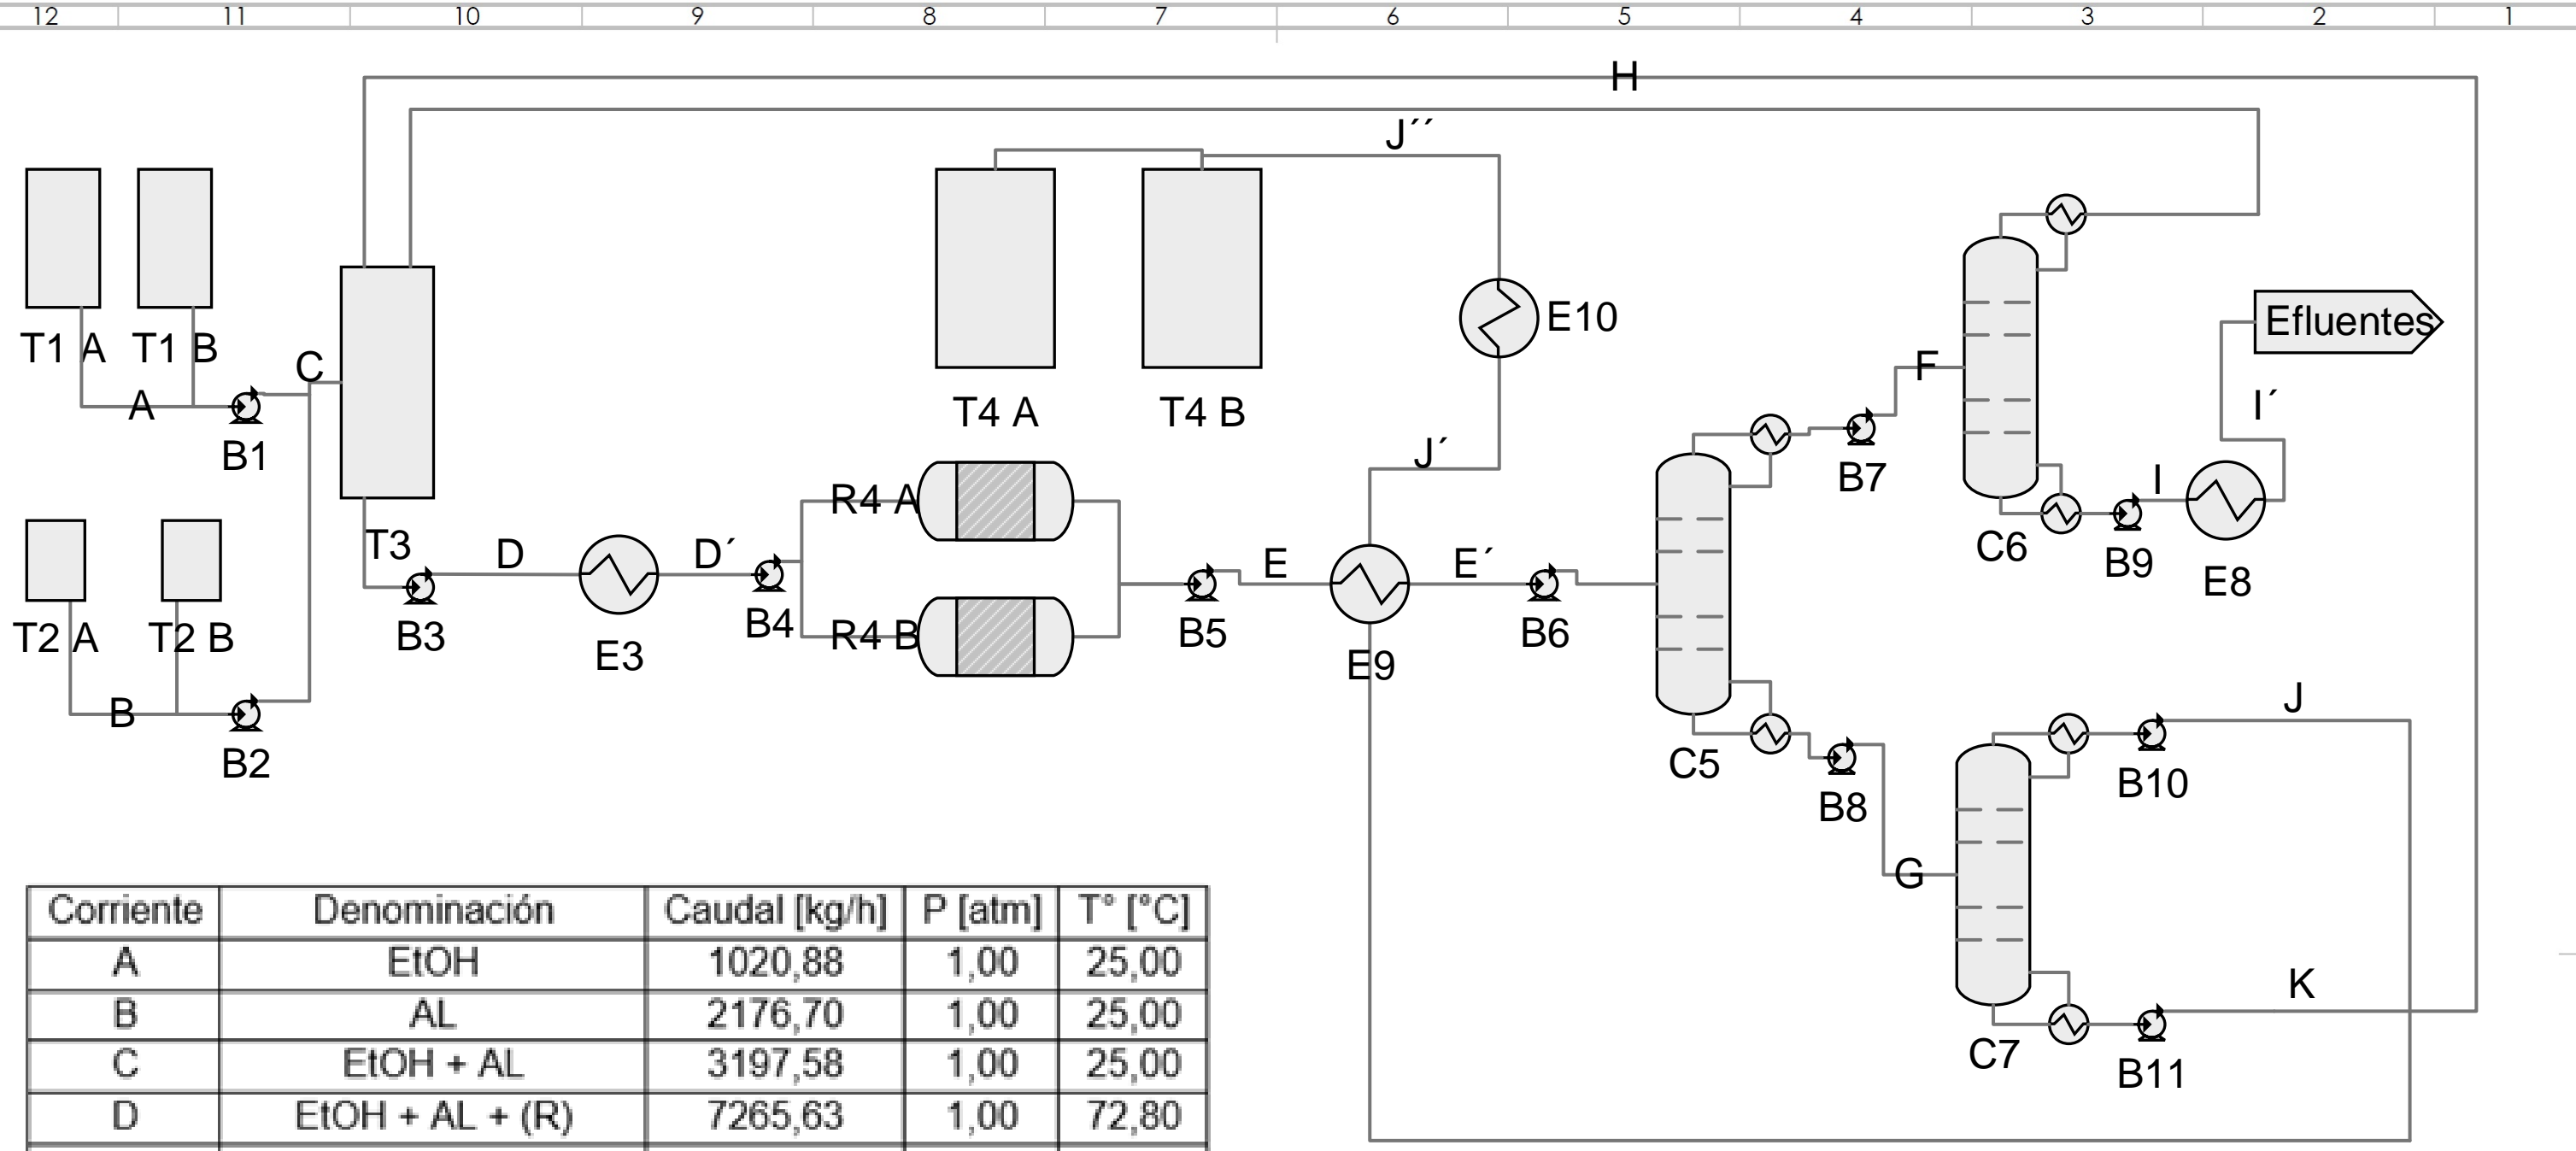 12 11 10 9 8 7 6 5 4 3 2 1
H
J´´
E10
Efluentes
T1 A T1 B
C
F
A
T4 A T4 B
I´
B1
J´
B7
R4 A
I
T3
D
D´
E
E´
C6
B9
E8
T2 A T2 B
B3
E3
B4
R4 B
B5
E9
B6
B
J
B2
C5
B10
B8
G
K
C7
B11
Corriente Denominación Caudal [kg/h] P [atm] T° [°C]
A EtOH 1020,88 1,00 25,00
B AL 2176,70 1,00 25,00
C EtOH + AL 3197,58 1,00 25,00
D EtOH + AL + (R) 7265,63 1,00 72,80